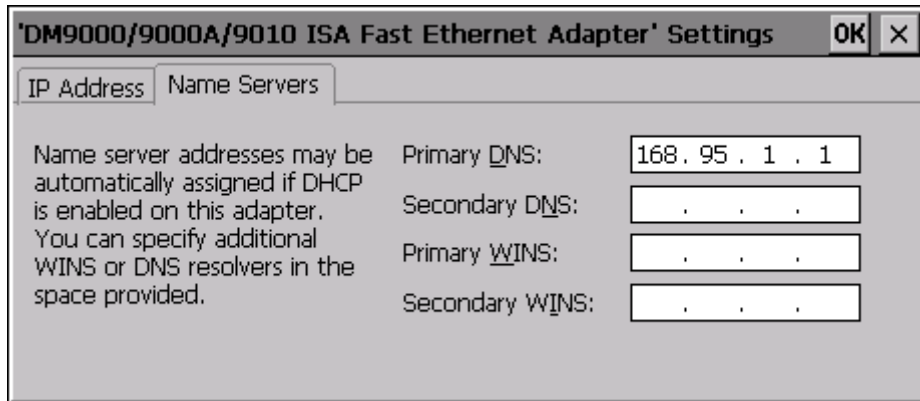 'DM9000/9000A/9010 ISA Fast Ethernet Adapter' Settings OK ×
IP Address Name Servers
Name server addresses may be
automatically assigned if DHCP
is enabled on this adapter.
You can specify additional
WINS or DNS resolvers in the
space provided.
Primary DNS: 168. 95 . 1 . 1
Secondary DNS: . . .
Primary WINS: . . .
Secondary WINS: . . .